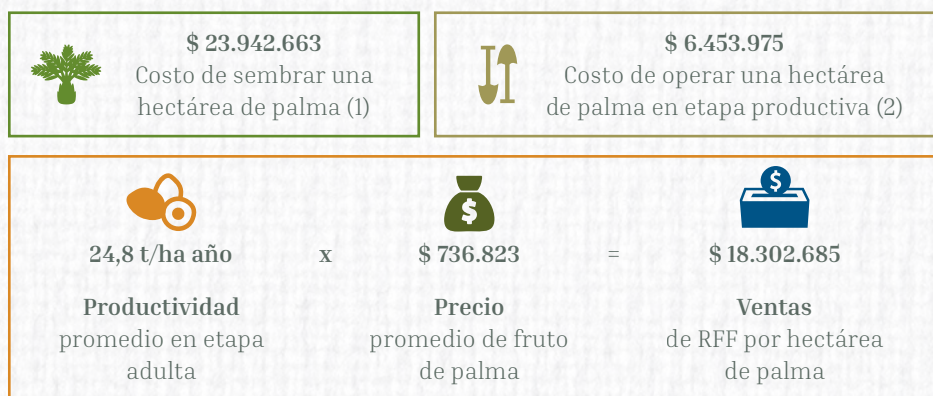 $ 23.942.663
Costo de sembrar una
hectárea de palma (1)
$ 6.453.975
Costo de operar una hectárea
de palma en etapa productiva (2)
24,8 t/ha año x $ 736.823 = $ 18.302.685
Productividad
promedio en etapa
adulta
Precio
promedio de fruto
de palma
Ventas
de RFF por hectárea
de palma